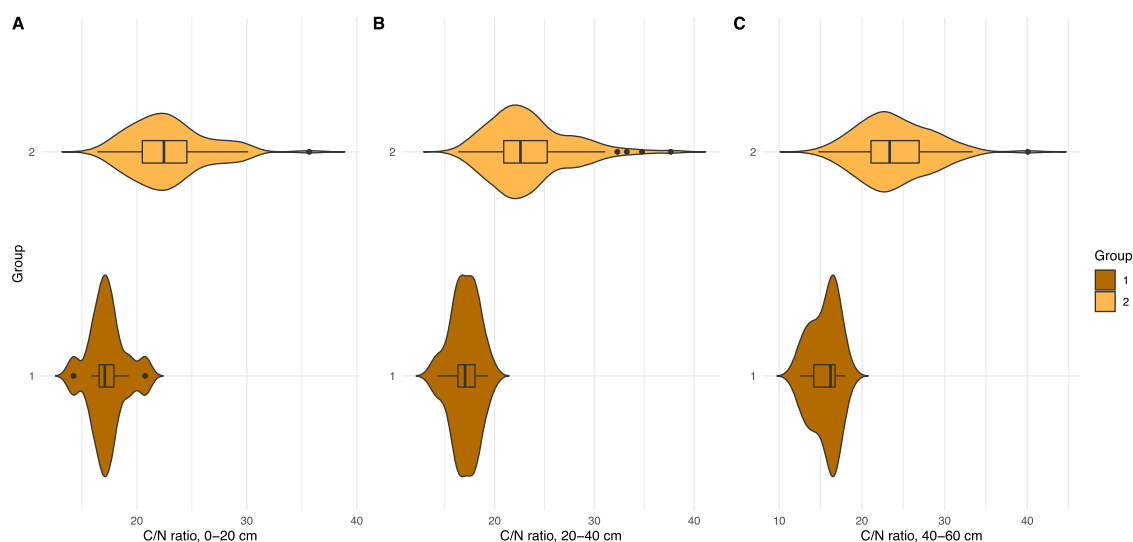 A B C
2 2 2
Group
1 1 1
Group
1
2
20 30 40 20 30 40 10 20 30 40
C/N ratio, 0−20 cm C/N ratio, 20−40 cm C/N ratio, 40−60 cm